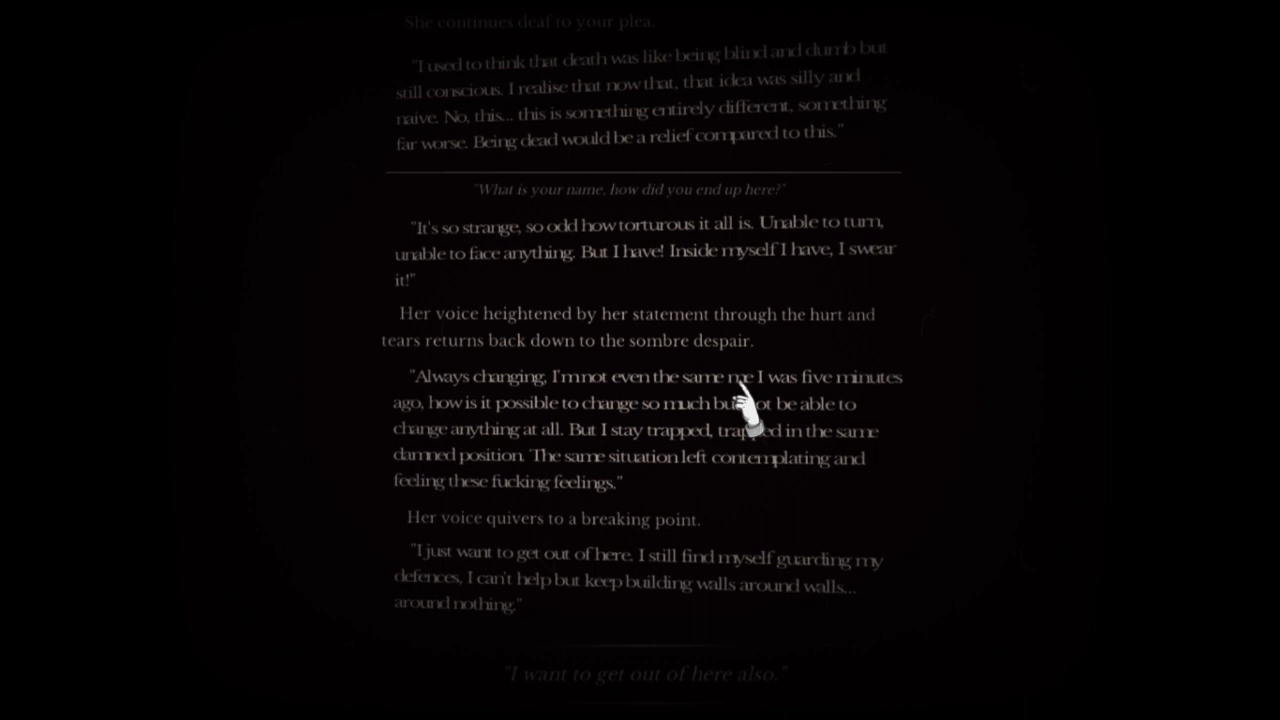 She continues deaf to your plea.
"I used to think that death was like being blind and dumb but
still conscious. I realise that now that, that idea was silly and
naive. No, this... this is something entirely different, something
far worse. Being dead would be a relief compared to this."
"What is your name, how did you end up here?"
"It's so strange, so odd how torturous it all is. Unable to turn,
unable to face anything. But I have! Inside myself I have, I swear
it!"
Her voice heightened by her statement through the hurt and
tears returns back down to the sombre despair.
"Always changing, I'm not even the same me I was five minutes
ago, how is it possible to change so much but not be able to
change anything at all. But I stay trapped, trapped in the same
damned position. The same situation left contemplating and
feeling these fucking feelings."
Her voice quivers to a breaking point.
"I just want to get out of here. I still find myself guarding my
defences, I can't help but keep building walls around walls...
around nothing."
"I want to get out of here also."